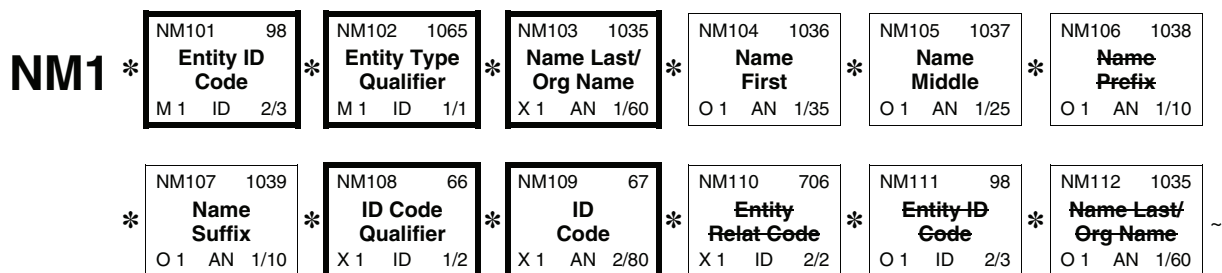 NM101 98 NM102 1065 NM103 1035 NM104 1036 NM105 1037 NM106 1038
NM1 * Entity ID * Entity Type * Name Last/ * Name * Name * Name
Code Qualifier Org Name First Middle Prefix
M 1 ID 2/3 M 1 ID 1/1 X 1 AN 1/60 O 1 AN 1/35 O 1 AN 1/25 O 1 AN 1/10
NM107 1039 NM108 66 NM109 67 NM110 706 NM111 98 NM112 1035
* Name * ID Code * ID * Entity * Entity ID * Name Last/ ~
Suffix Qualifier Code Relat Code Code Org Name
O 1 AN 1/10 X 1 ID 1/2 X 1 AN 2/80 X 1 ID 2/2 O 1 ID 2/3 O 1 AN 1/60